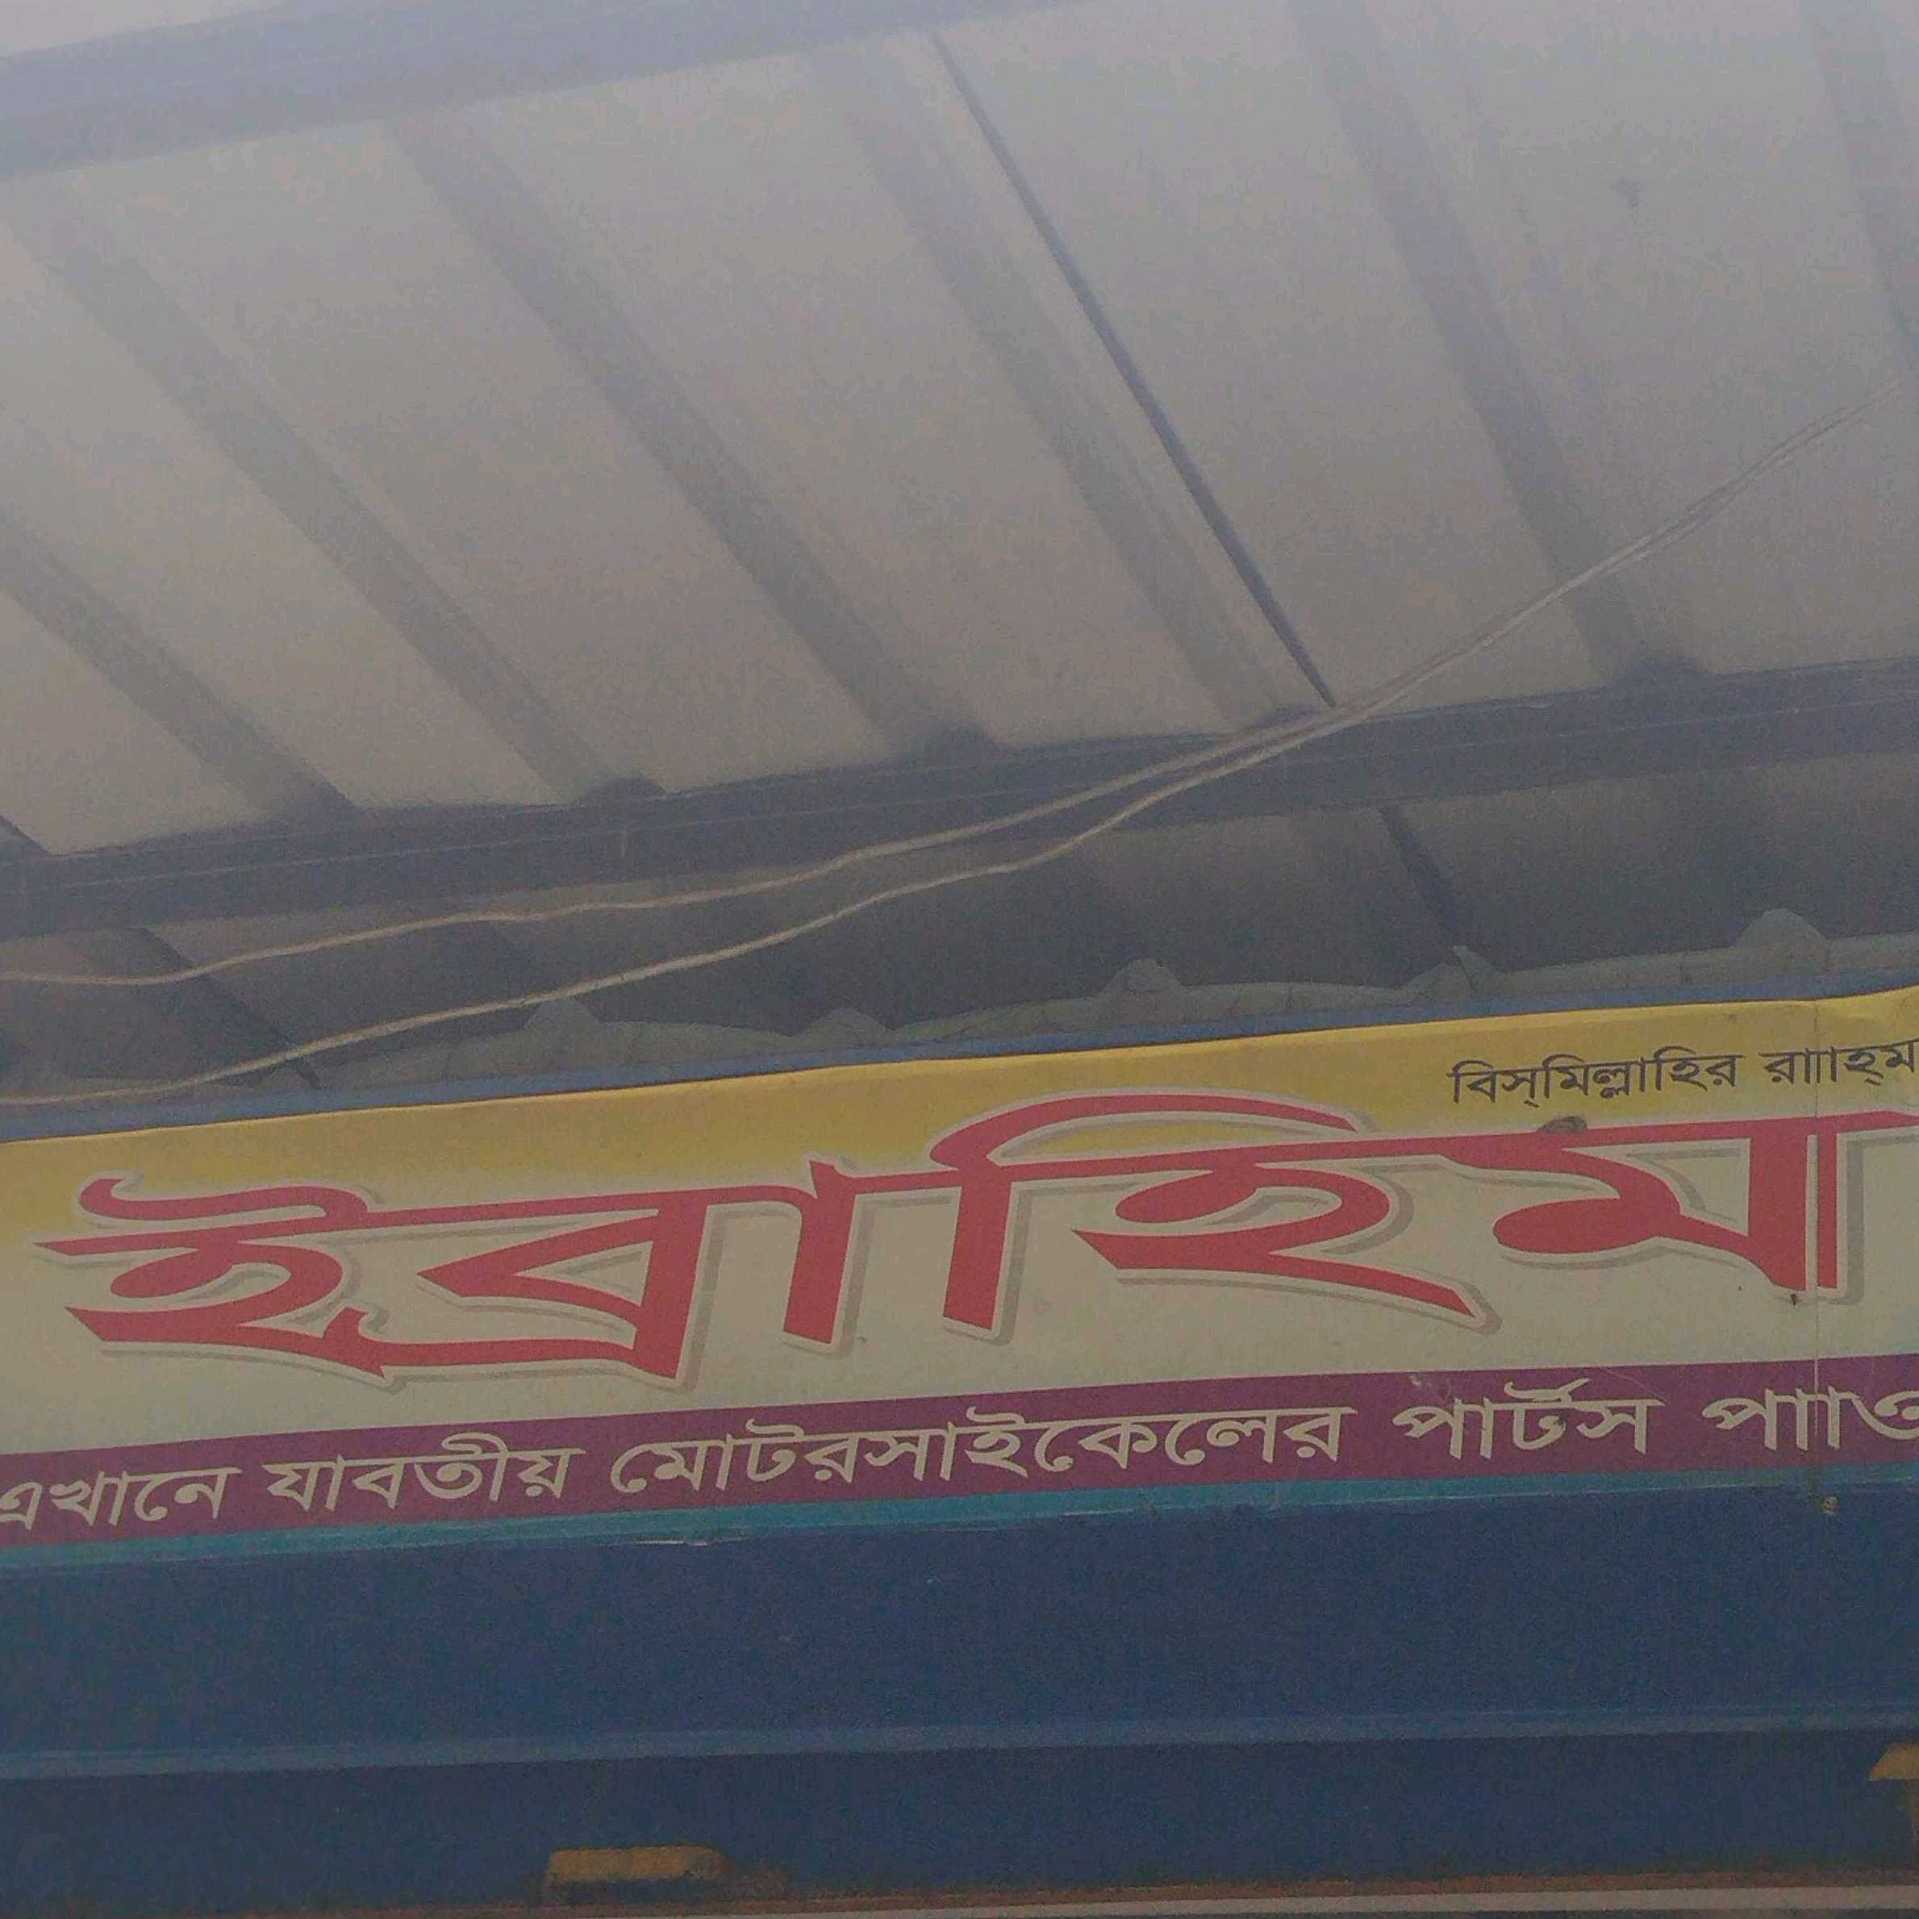 বিস্‌মিল্লাহির রাাহ্‌ম
ইব্রাহিম
এখানে যাবতীয় মোটরসাইকেলের পার্টস পাাও